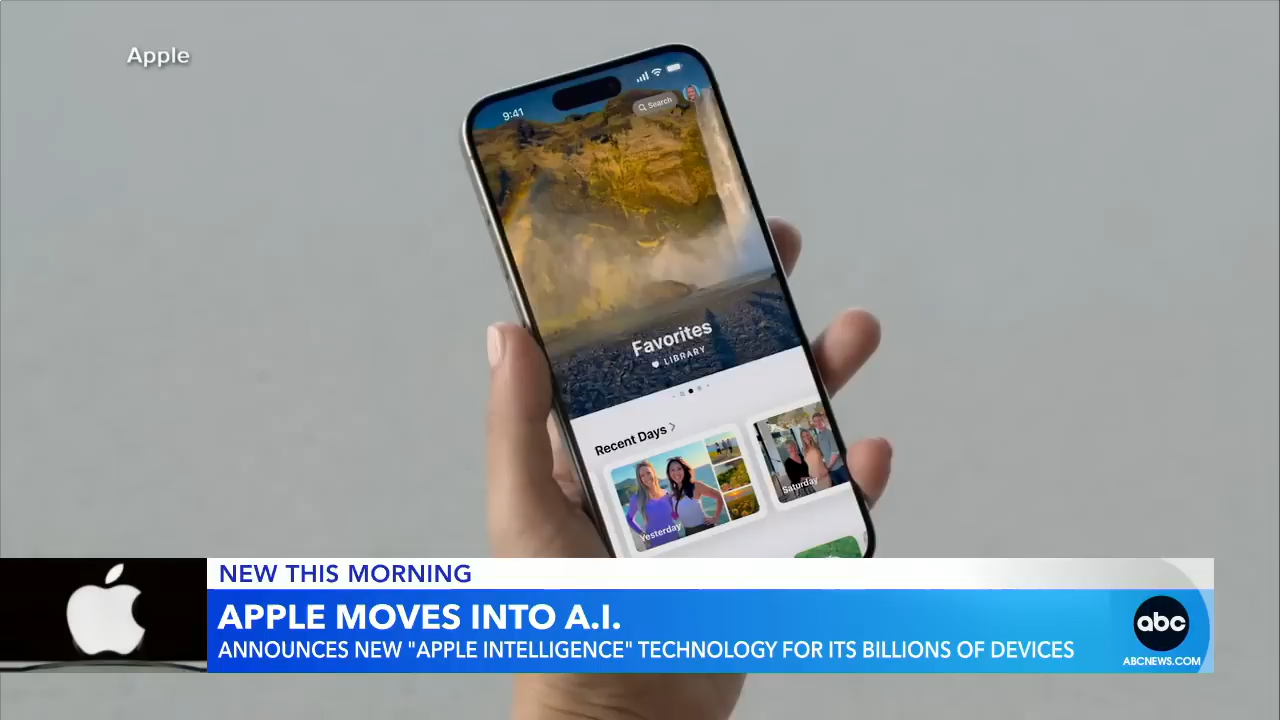 Apple
9:41
Search
Favorites
LIBRARY
Recent Days
Yesterday
Saturday
NEW THIS MORNING
APPLE MOVES INTO A.I.
ANNOUNCES NEW "APPLE INTELLIGENCE" TECHNOLOGY FOR ITS BILLIONS OF DEVICES
abc
ABCNEWS.COM